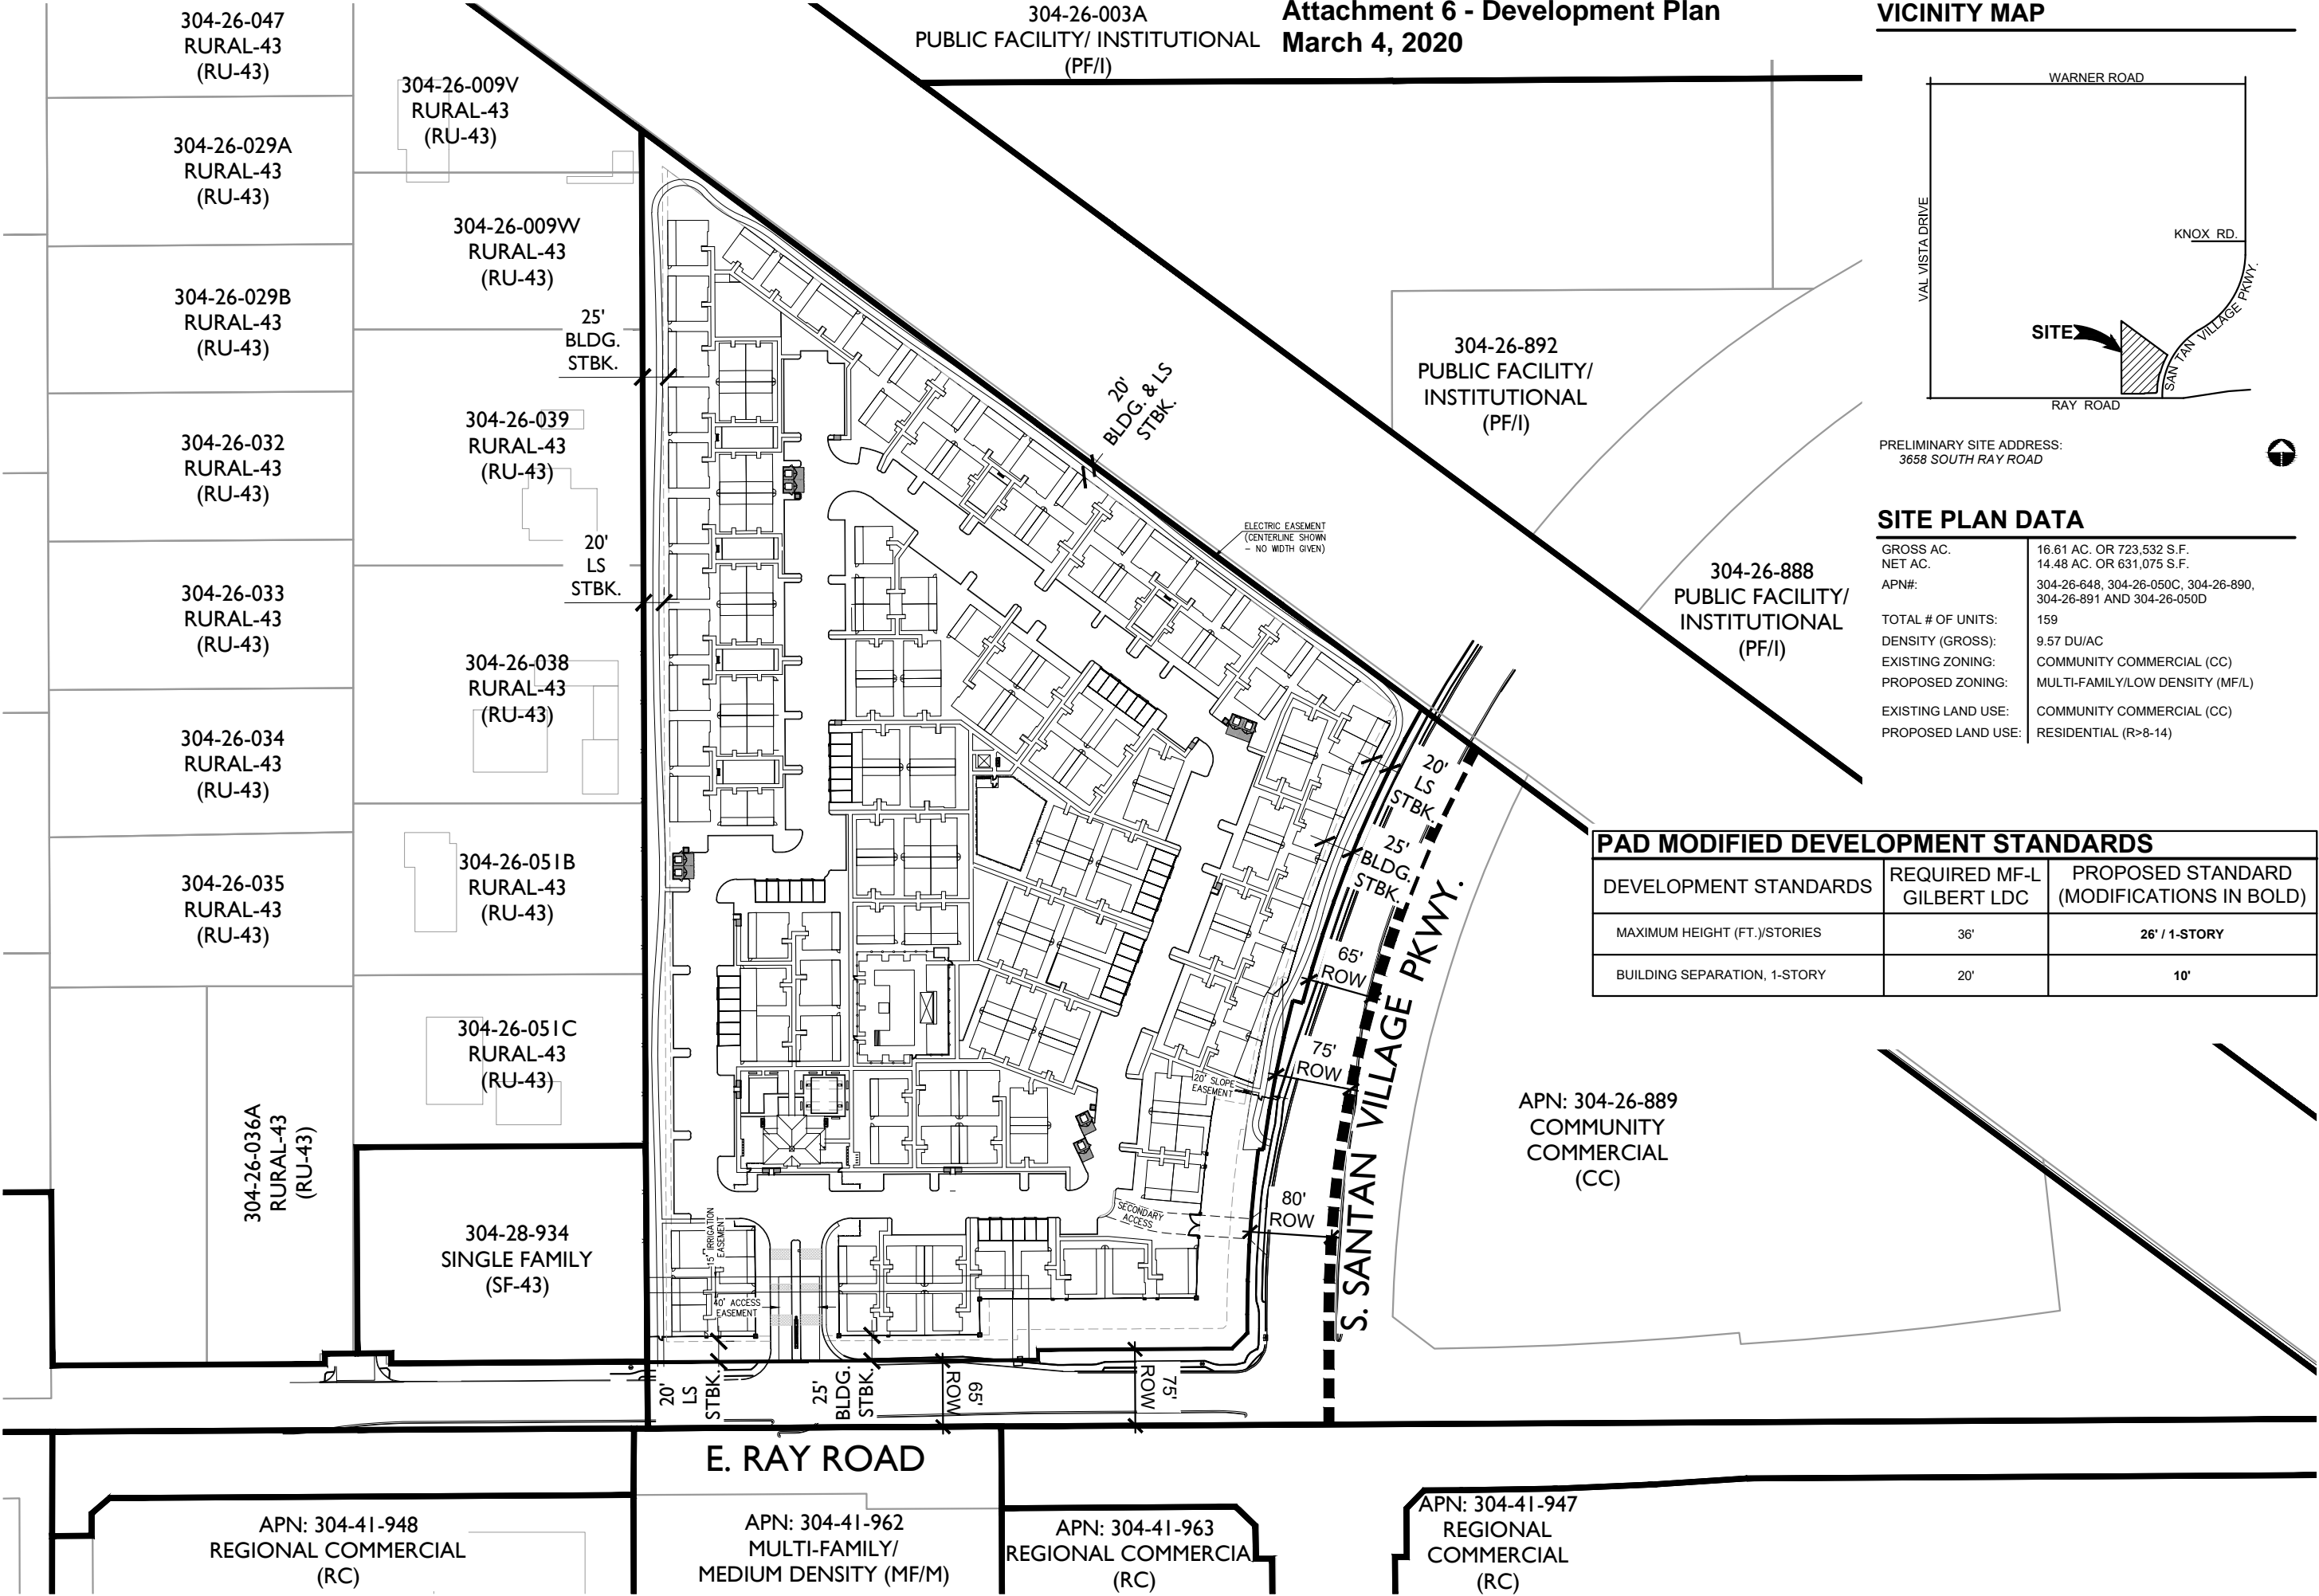 Attachment 6 - Development Plan
March 4, 2020
304-26-003A
PUBLIC FACILITY/ INSTITUTIONAL
(PF/I)
304-26-047
RURAL-43
(RU-43)
304-26-029A
RURAL-43
(RU-43)
304-26-029B
RURAL-43
(RU-43)
304-26-032
RURAL-43
(RU-43)
304-26-033
RURAL-43
(RU-43)
304-26-034
RURAL-43
(RU-43)
304-26-035
RURAL-43
(RU-43)
304-26-036A
RURAL-43
(RU-43)
304-26-009V
RURAL-43
(RU-43)
304-26-009W
RURAL-43
(RU-43)
25'
BLDG.
STBK.
304-26-039
RURAL-43
(RU-43)
20'
LS
STBK.
304-26-038
RURAL-43
(RU-43)
304-26-051B
RURAL-43
(RU-43)
304-26-051C
RURAL-43
(RU-43)
304-28-934
SINGLE FAMILY
(SF-43)
20'
BLDG. & LS
STBK.
ELECTRIC EASEMENT
(CENTERLINE SHOWN
- NO WIDTH GIVEN)
304-26-892
PUBLIC FACILITY/
INSTITUTIONAL
(PF/I)
304-26-888
PUBLIC FACILITY/
INSTITUTIONAL
(PF/I)
20'
LS
STBK.
25'
BLDG.
STBK.
65'
ROW
75'
ROW
20' SLOPE
EASEMENT
80'
ROW
SECONDARY
ACCESS
S. SANTAN VILLAGE PKWY.
APN: 304-26-889
COMMUNITY
COMMERCIAL
(CC)
15' IRRIGATION
EASEMENT
40' ACCESS
EASEMENT
20'
LS
STBK.
25'
BLDG.
STBK.
65'
ROW
75'
ROW
E. RAY ROAD
APN: 304-41-948
REGIONAL COMMERCIAL
(RC)
APN: 304-41-962
MULTI-FAMILY/
MEDIUM DENSITY (MF/M)
APN: 304-41-963
REGIONAL COMMERCIA
(RC)
APN: 304-41-947
REGIONAL
COMMERCIAL
(RC)
VICINITY MAP
WARNER ROAD
VAL VISTA DRIVE
KNOX RD.
SAN TAN VILLAGE PKWY.
SITE
RAY ROAD
PRELIMINARY SITE ADDRESS:
3658 SOUTH RAY ROAD
SITE PLAN DATA
GROSS AC. 16.61 AC. OR 723,532 S.F.
NET AC. 14.48 AC. OR 631,075 S.F.
APN#: 304-26-648, 304-26-050C, 304-26-890,
304-26-891 AND 304-26-050D
TOTAL # OF UNITS: 159
DENSITY (GROSS): 9.57 DU/AC
EXISTING ZONING: COMMUNITY COMMERCIAL (CC)
PROPOSED ZONING: MULTI-FAMILY/LOW DENSITY (MF/L)
EXISTING LAND USE: COMMUNITY COMMERCIAL (CC)
PROPOSED LAND USE: RESIDENTIAL (R>8-14)
PAD MODIFIED DEVELOPMENT STANDARDS
DEVELOPMENT STANDARDS REQUIRED MF-L GILBERT LDC PROPOSED STANDARD (MODIFICATIONS IN BOLD)
MAXIMUM HEIGHT (FT.)/STORIES 36' 26' / 1-STORY
BUILDING SEPARATION, 1-STORY 20' 10'